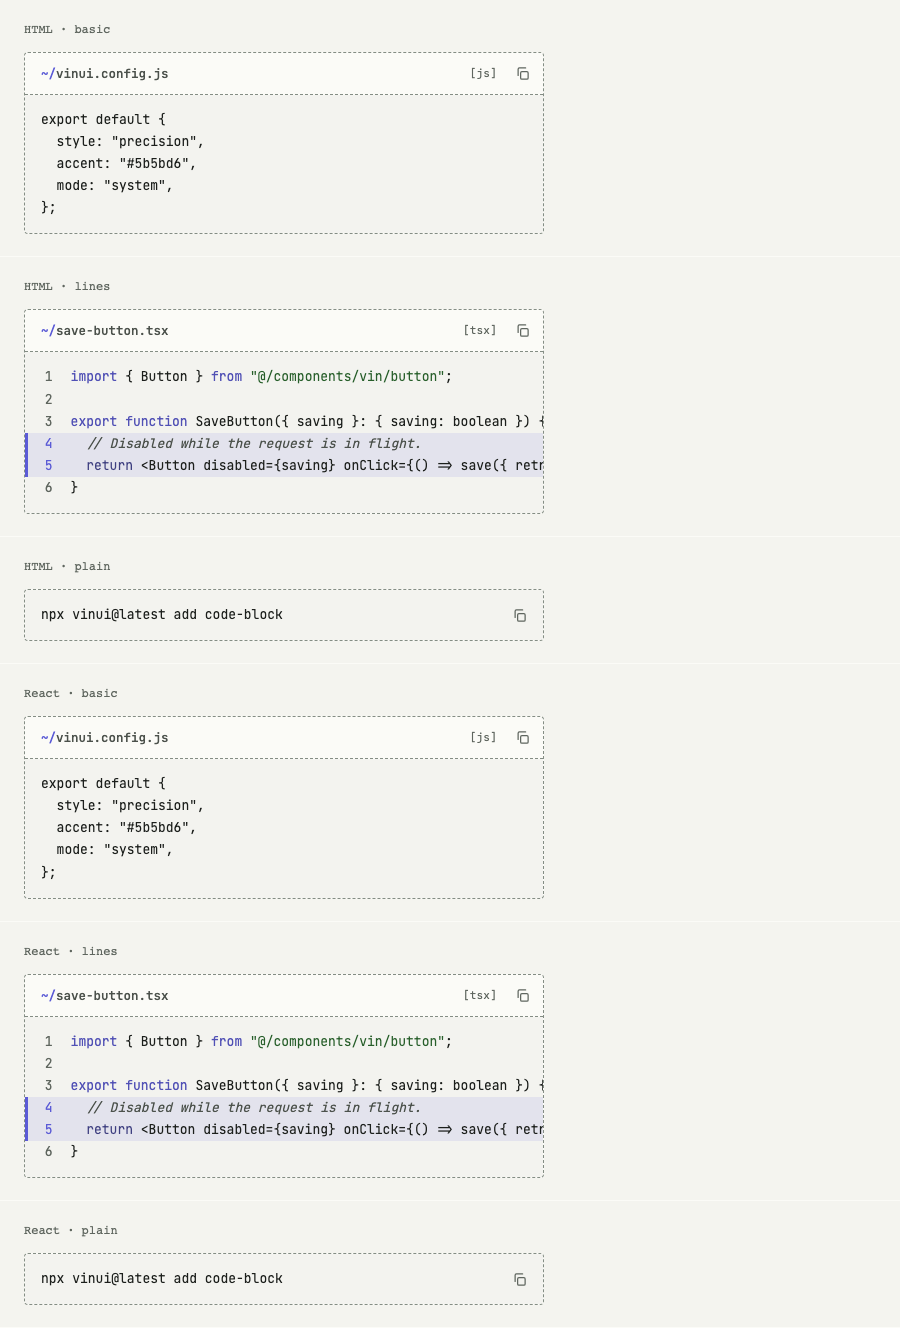 HTML · basic
~/vinui.config.js [js]
export default {
  style: "precision",
  accent: "#5b5bd6",
  mode: "system",
};
HTML · lines
~/save-button.tsx [tsx]
1 import { Button } from "@/components/vin/button";
2
3 export function SaveButton({ saving }: { saving: boolean }) {
4   // Disabled while the request is in flight.
5   return <Button disabled={saving} onClick={() => save({ retr
6 }
HTML · plain
npx vinui@latest add code-block
React · basic
~/vinui.config.js [js]
export default {
  style: "precision",
  accent: "#5b5bd6",
  mode: "system",
};
React · lines
~/save-button.tsx [tsx]
1 import { Button } from "@/components/vin/button";
2
3 export function SaveButton({ saving }: { saving: boolean }) {
4   // Disabled while the request is in flight.
5   return <Button disabled={saving} onClick={() => save({ retr
6 }
React · plain
npx vinui@latest add code-block